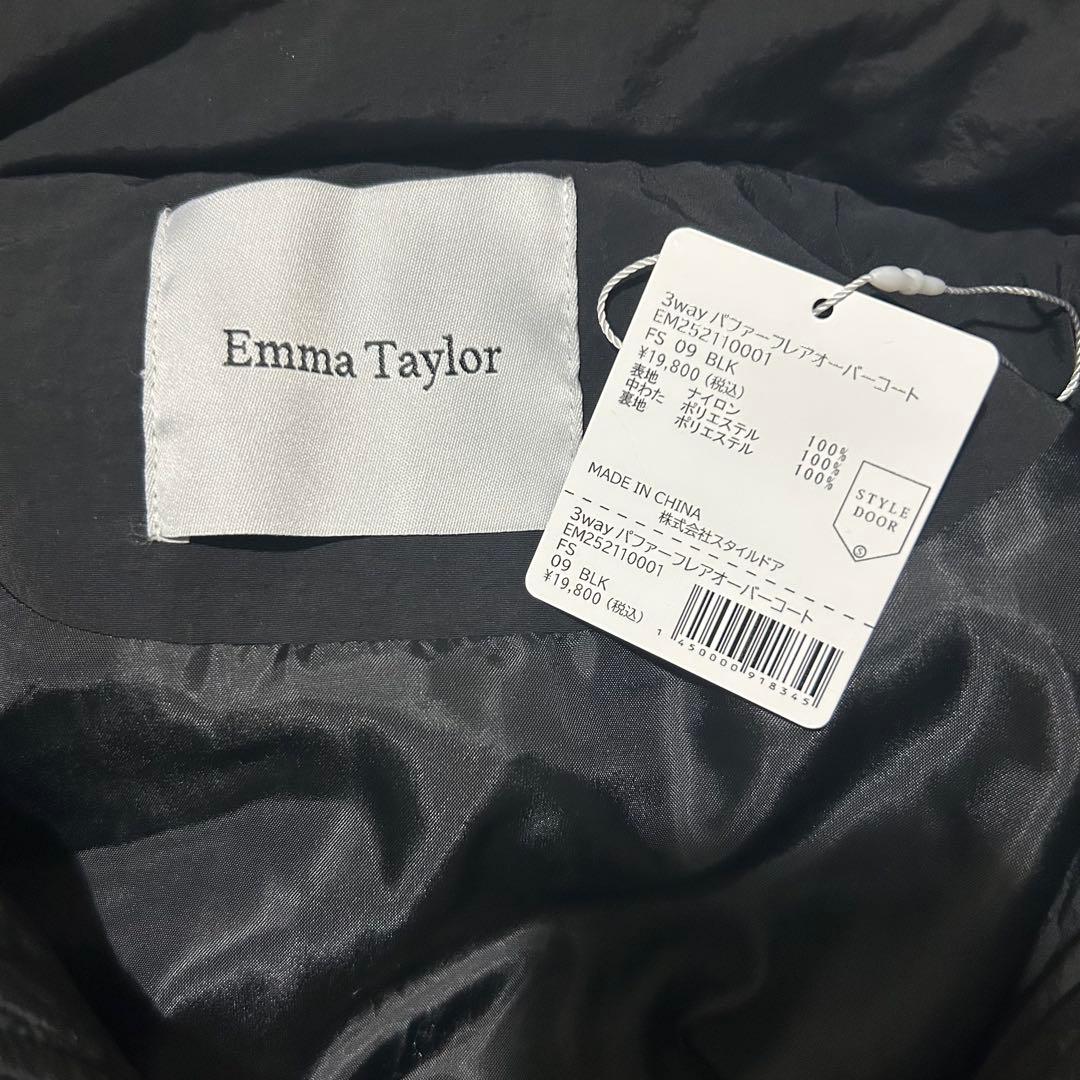 Emma Taylor
3way パファーフレアオーバーコート
EM252110001
FS 09 BLK
¥19,800 (税込)
表地 ナイロン 100%
中わた ポリエステル 100%
裏地 ポリエステル 100%
MADE IN CHINA
株式会社スタイルドア
STYLE
DOOR
S
3way パファーフレアオーバーコート
EM252110001
FS
09 BLK
¥19,800 (税込)
1 450000 918345